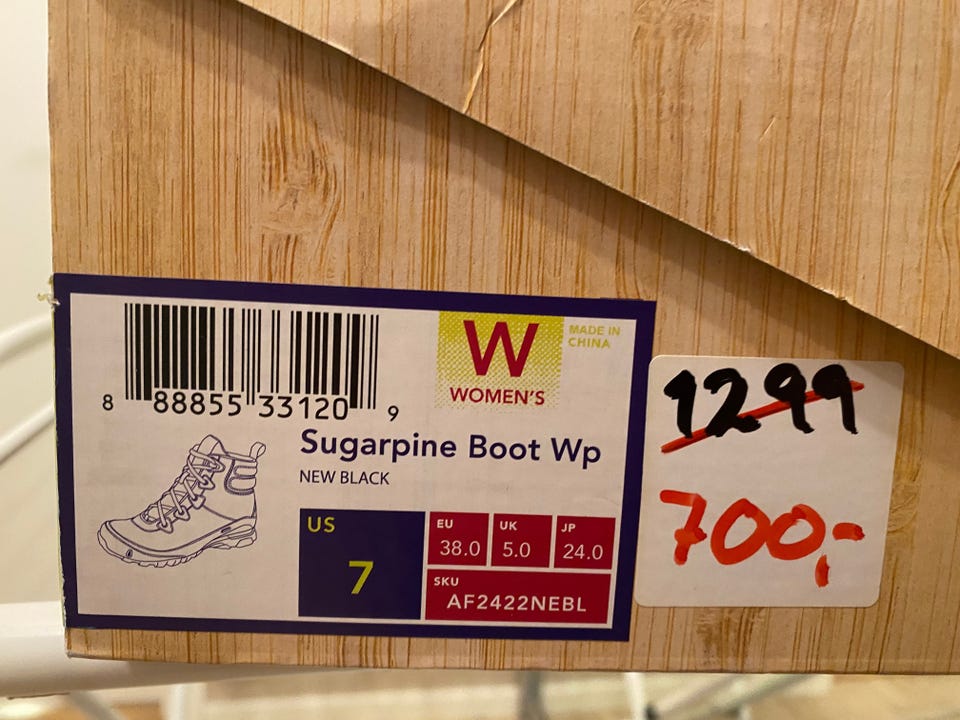 8 88855 33120 9
W
WOMEN'S
MADE IN
CHINA
Sugarpine Boot Wp
NEW BLACK
US
7
EU
38.0
UK
5.0
JP
24.0
SKU
AF2422NEBL
1299
700,-